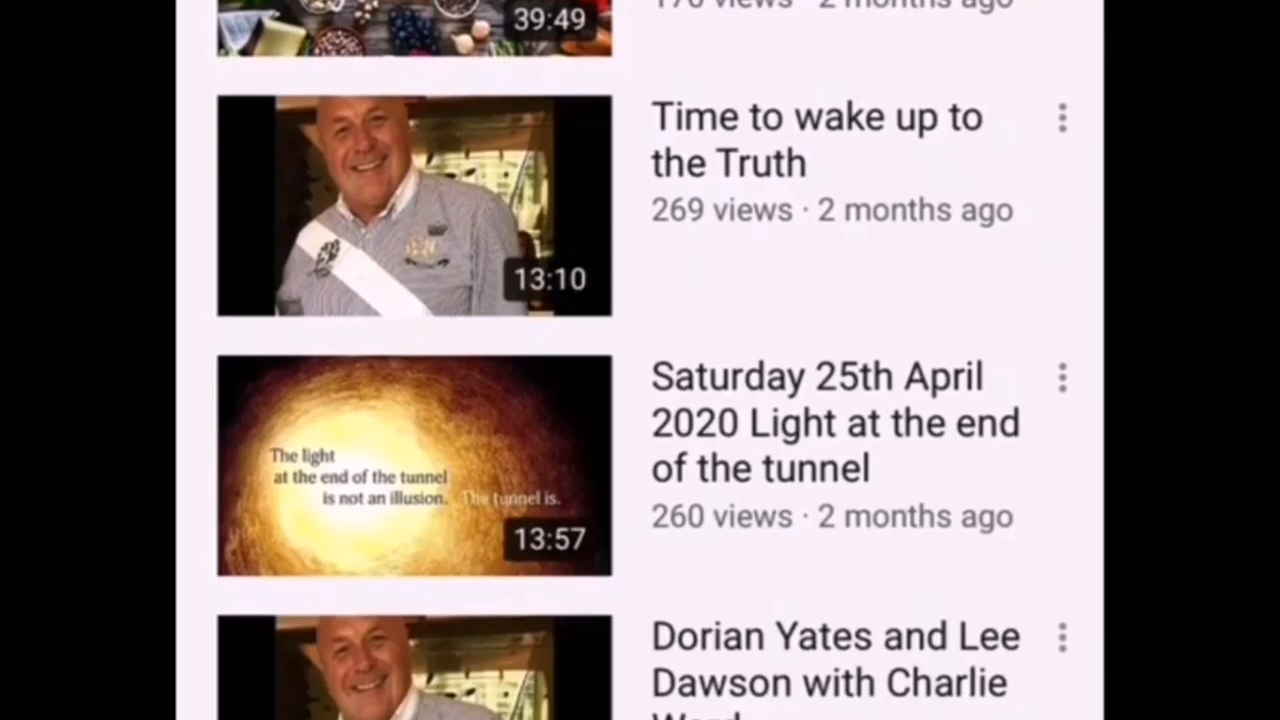 39:49
170 views · 2 months ago
Time to wake up to
the Truth
269 views · 2 months ago
13:10
Saturday 25th April
2020 Light at the end
of the tunnel
260 views · 2 months ago
The light
at the end of the tunnel
is not an illusion. The tunnel is.
13:57
Dorian Yates and Lee
Dawson with Charlie
Ward